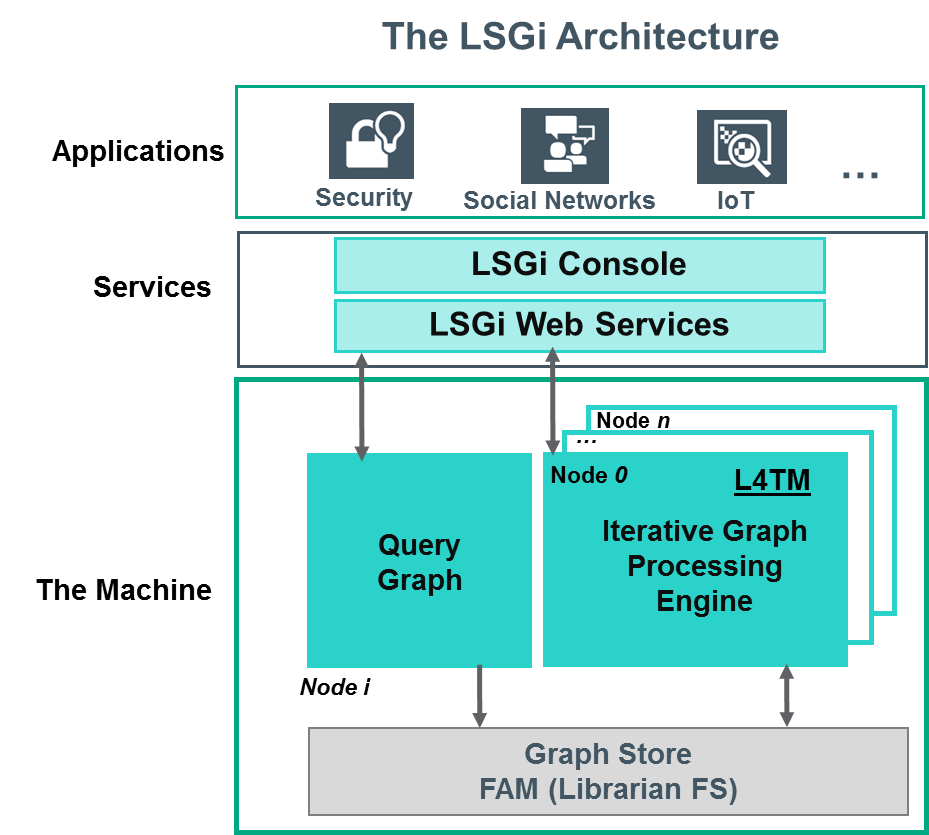 The LSGi Architecture
Applications
Security
Social Networks
IoT
...
Services
LSGi Console
LSGi Web Services
The Machine
Node n
...
Node 0
L4TM
Iterative Graph
Processing
Engine
Query
Graph
Node i
Graph Store
FAM (Librarian FS)